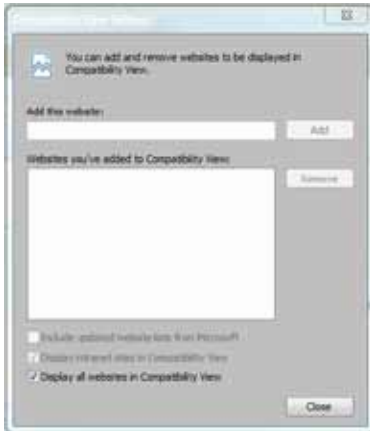 You can add and remove websites to be displayed in
Compatibility View.
Add this website:
Add
Websites you've added to Compatibility View:
Remove
Include updated website lists from Microsoft
Display intranet sites in Compatibility View
Display all websites in Compatibility View
Close